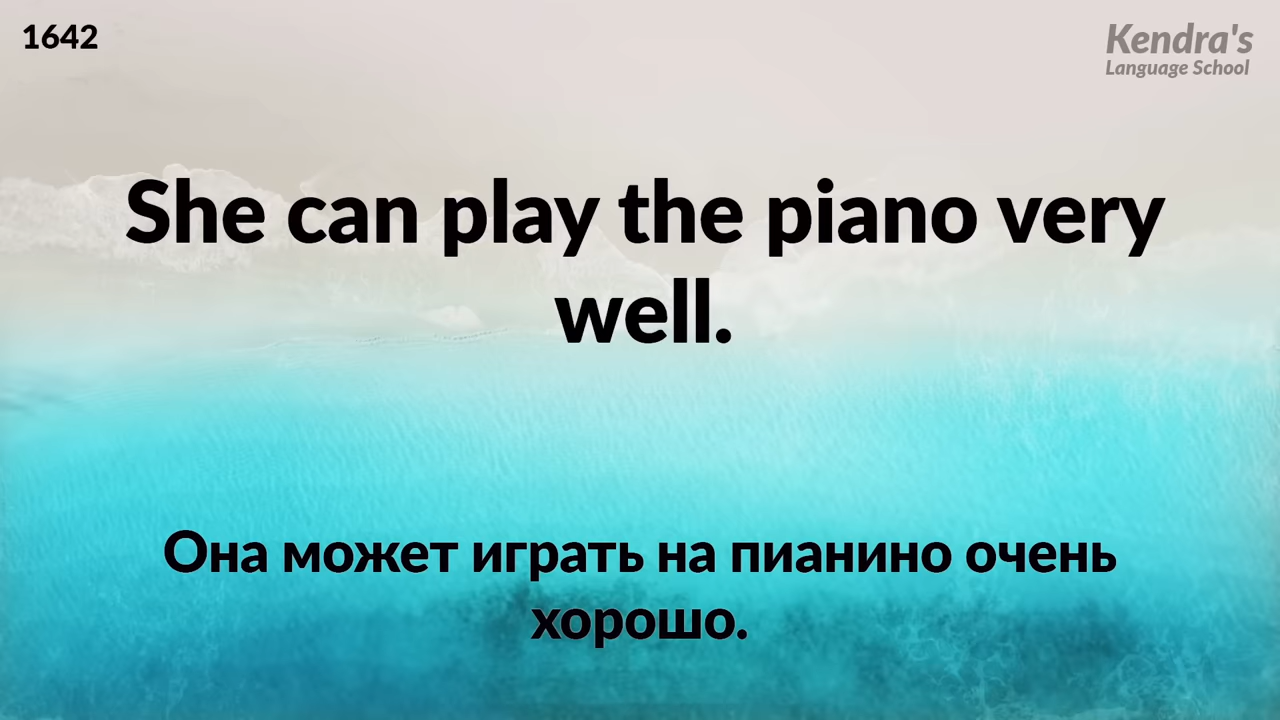 1642
Kendra's
Language School
She can play the piano very
well.
Она может играть на пианино очень
хорошо.